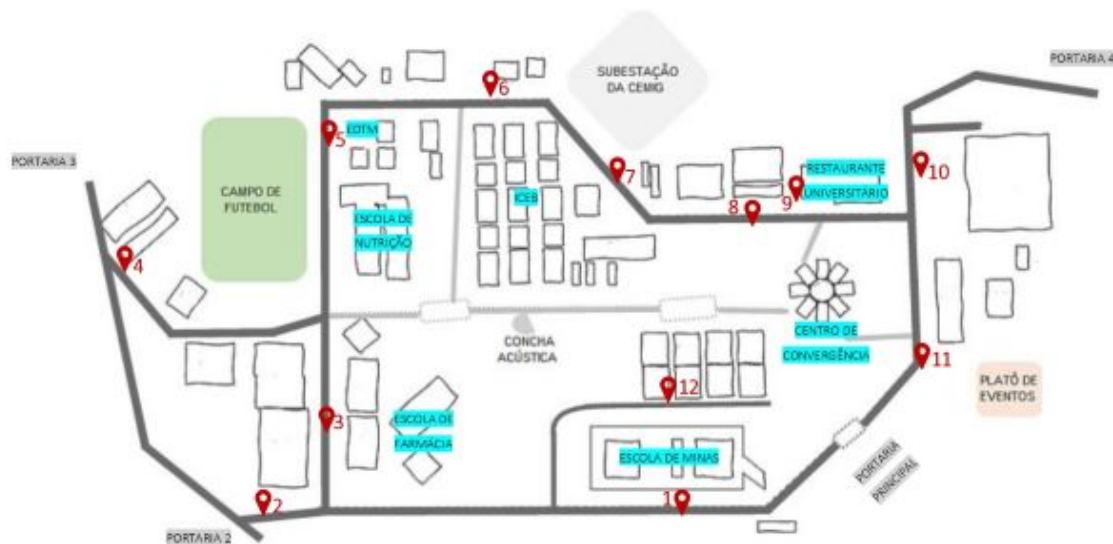 PORTARIA 4
6
SUBESTAÇÃO
DA CEMIG
5
EDTM
PORTARIA 3
CAMPO DE
FUTEBOL
7
RESTAURANTE
UNIVERSITÁRIO
10
ICEB
9
8
ESCOLA DE
NUTRIÇÃO
4
CONCHA
ACÚSTICA
CENTRO DE
CONVERGÊNCIA
11
12
PLATÔ DE
EVENTOS
3
ESCOLA DE
FARMÁCIA
ESCOLA DE MINAS
PORTARIA
PRINCIPAL
2
1
PORTARIA 2